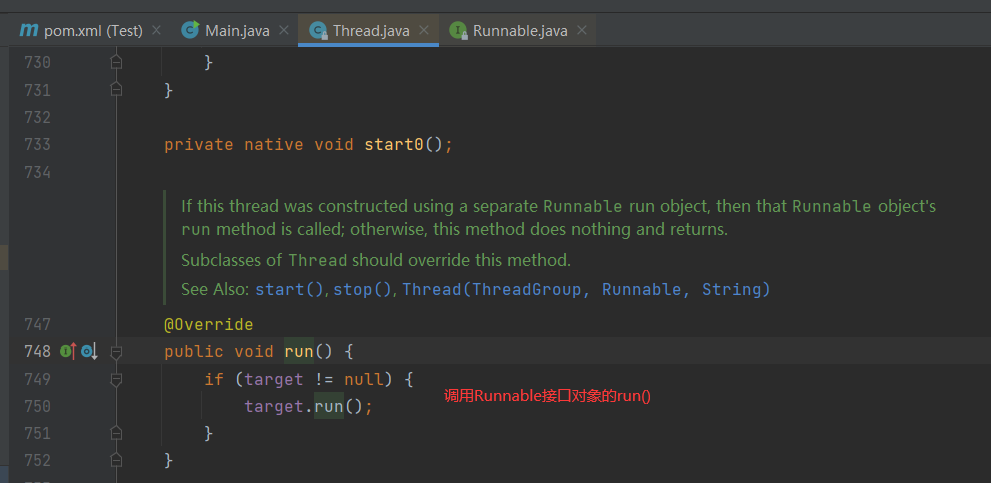 pom.xml (Test) Main.java Thread.java Runnable.java
730 }
731 }
732
733 private native void start0();
734
If this thread was constructed using a separate Runnable run object, then that Runnable object's
run method is called; otherwise, this method does nothing and returns.
Subclasses of Thread should override this method.
See Also: start(), stop(), Thread(ThreadGroup, Runnable, String)
747 @Override
748 public void run() {
749 if (target != null) {
调用Runnable接口对象的run()
750 target.run();
751 }
752 }